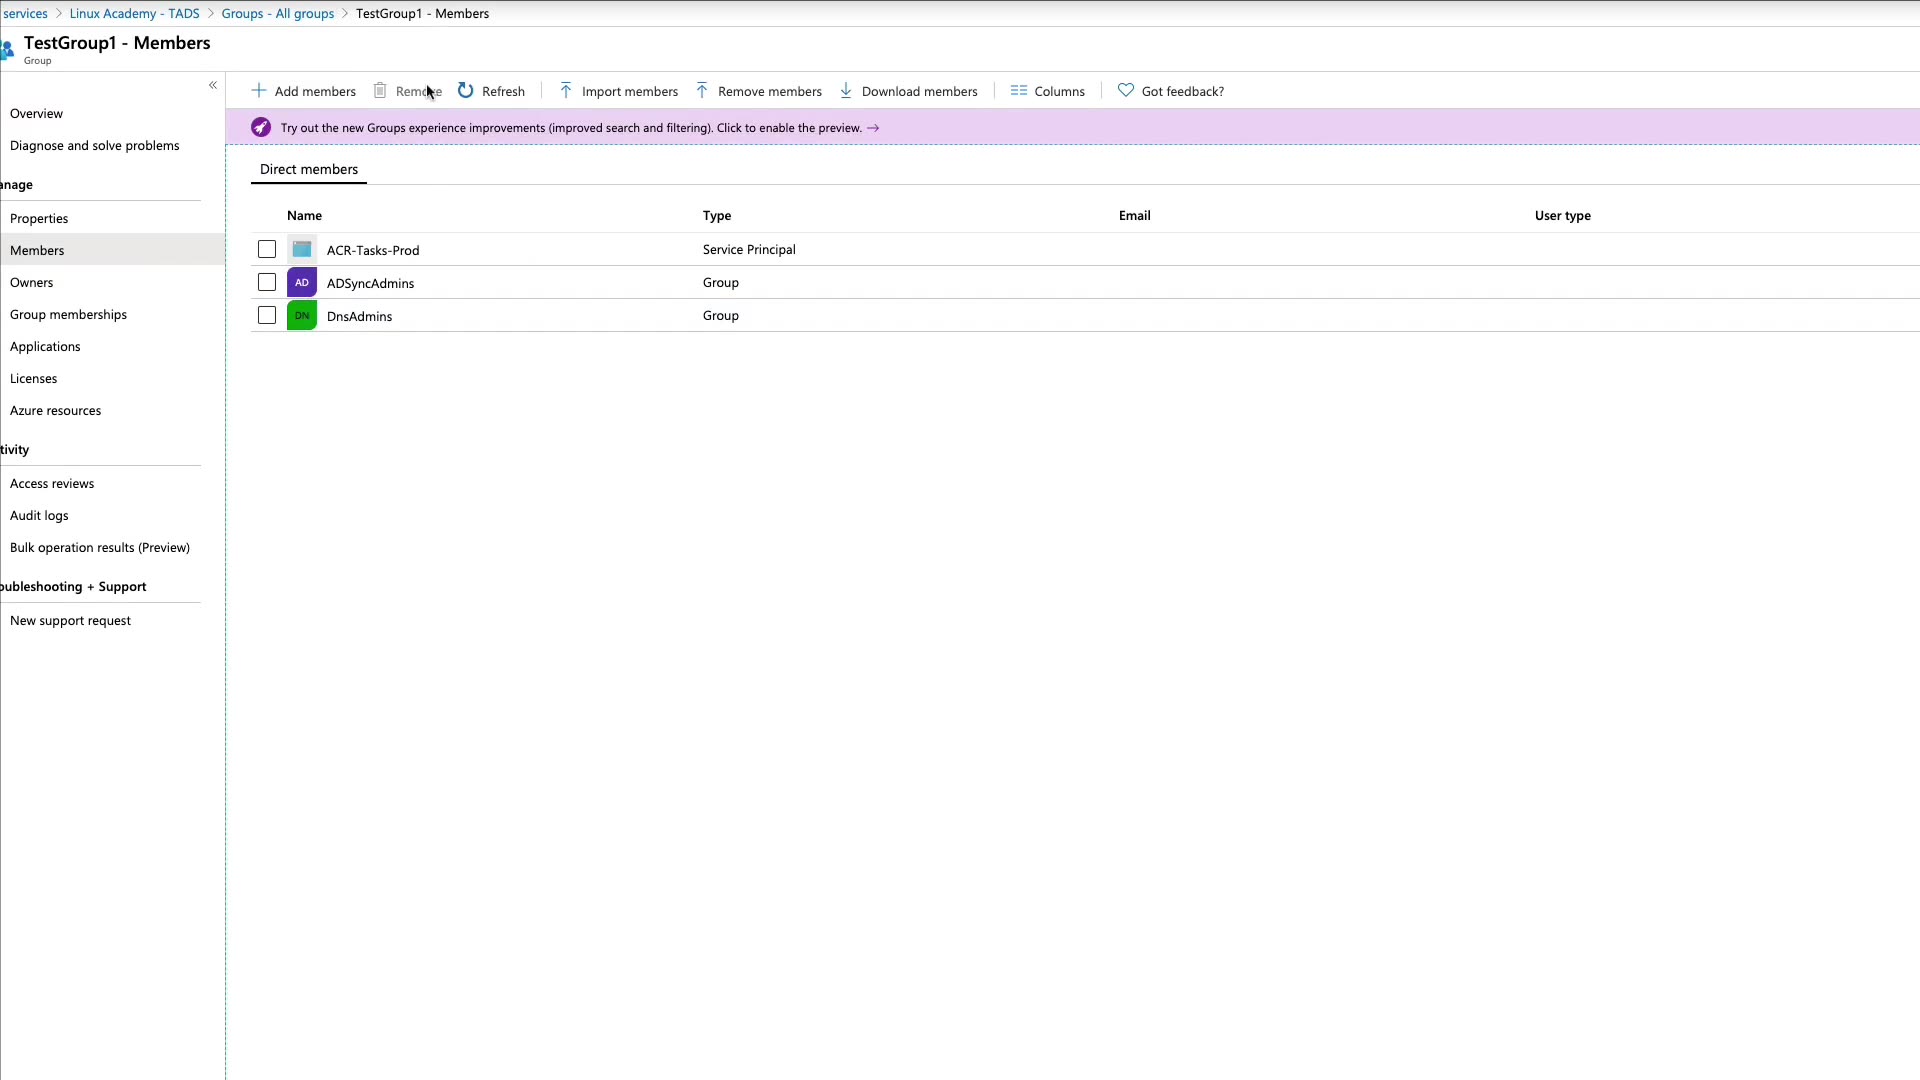 services > Linux Academy - TADS > Groups - All groups > TestGroup1 - Members
TestGroup1 - Members
Group
«
Overview
Diagnose and solve problems
anage
Properties
Members
Owners
Group memberships
Applications
Licenses
Azure resources
tivity
Access reviews
Audit logs
Bulk operation results (Preview)
oubleshooting + Support
New support request
Add members Remove Refresh Import members Remove members Download members Columns Got feedback?
Try out the new Groups experience improvements (improved search and filtering). Click to enable the preview. →
Direct members
Name Type Email User type
ACR-Tasks-Prod Service Principal
AD ADSyncAdmins Group
DN DnsAdmins Group